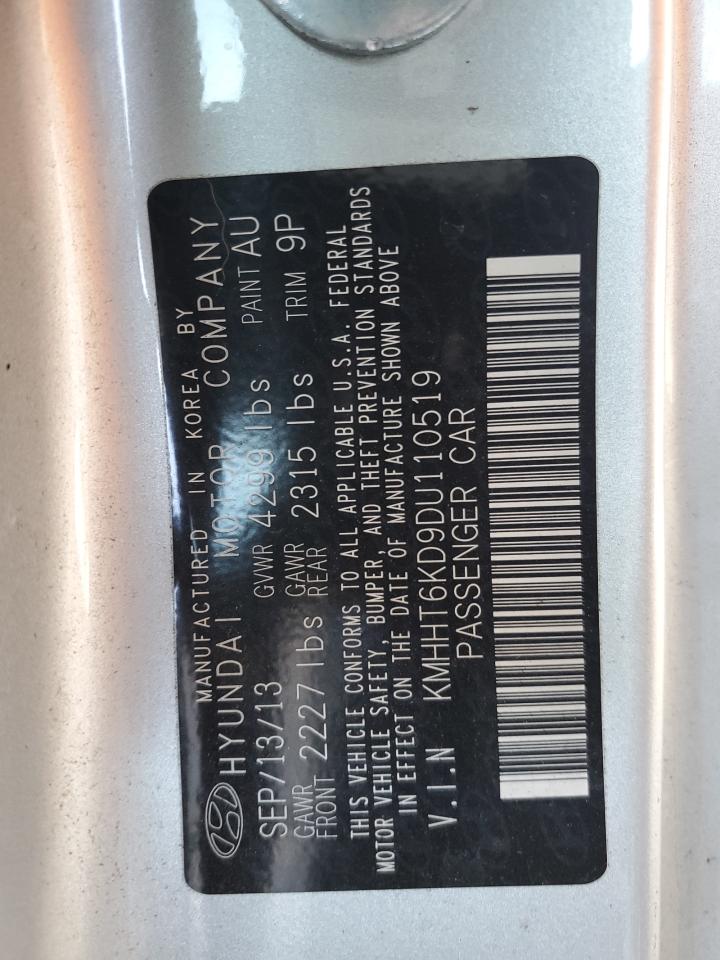 MANUFACTURED IN KOREA BY
HYUNDAI MOTOR COMPANY
SEP/13/13 GVWR 4299 lbs PAINT AU
GAWR FRONT 2227 lbs GAWR REAR 2315 lbs TRIM 9P
THIS VEHICLE CONFORMS TO ALL APPLICABLE U.S.A. FEDERAL
MOTOR VEHICLE SAFETY, BUMPER, AND THEFT PREVENTION STANDARDS
IN EFFECT ON THE DATE OF MANUFACTURE SHOWN ABOVE
V.I.N KMHHT6KD9DU110519
PASSENGER CAR